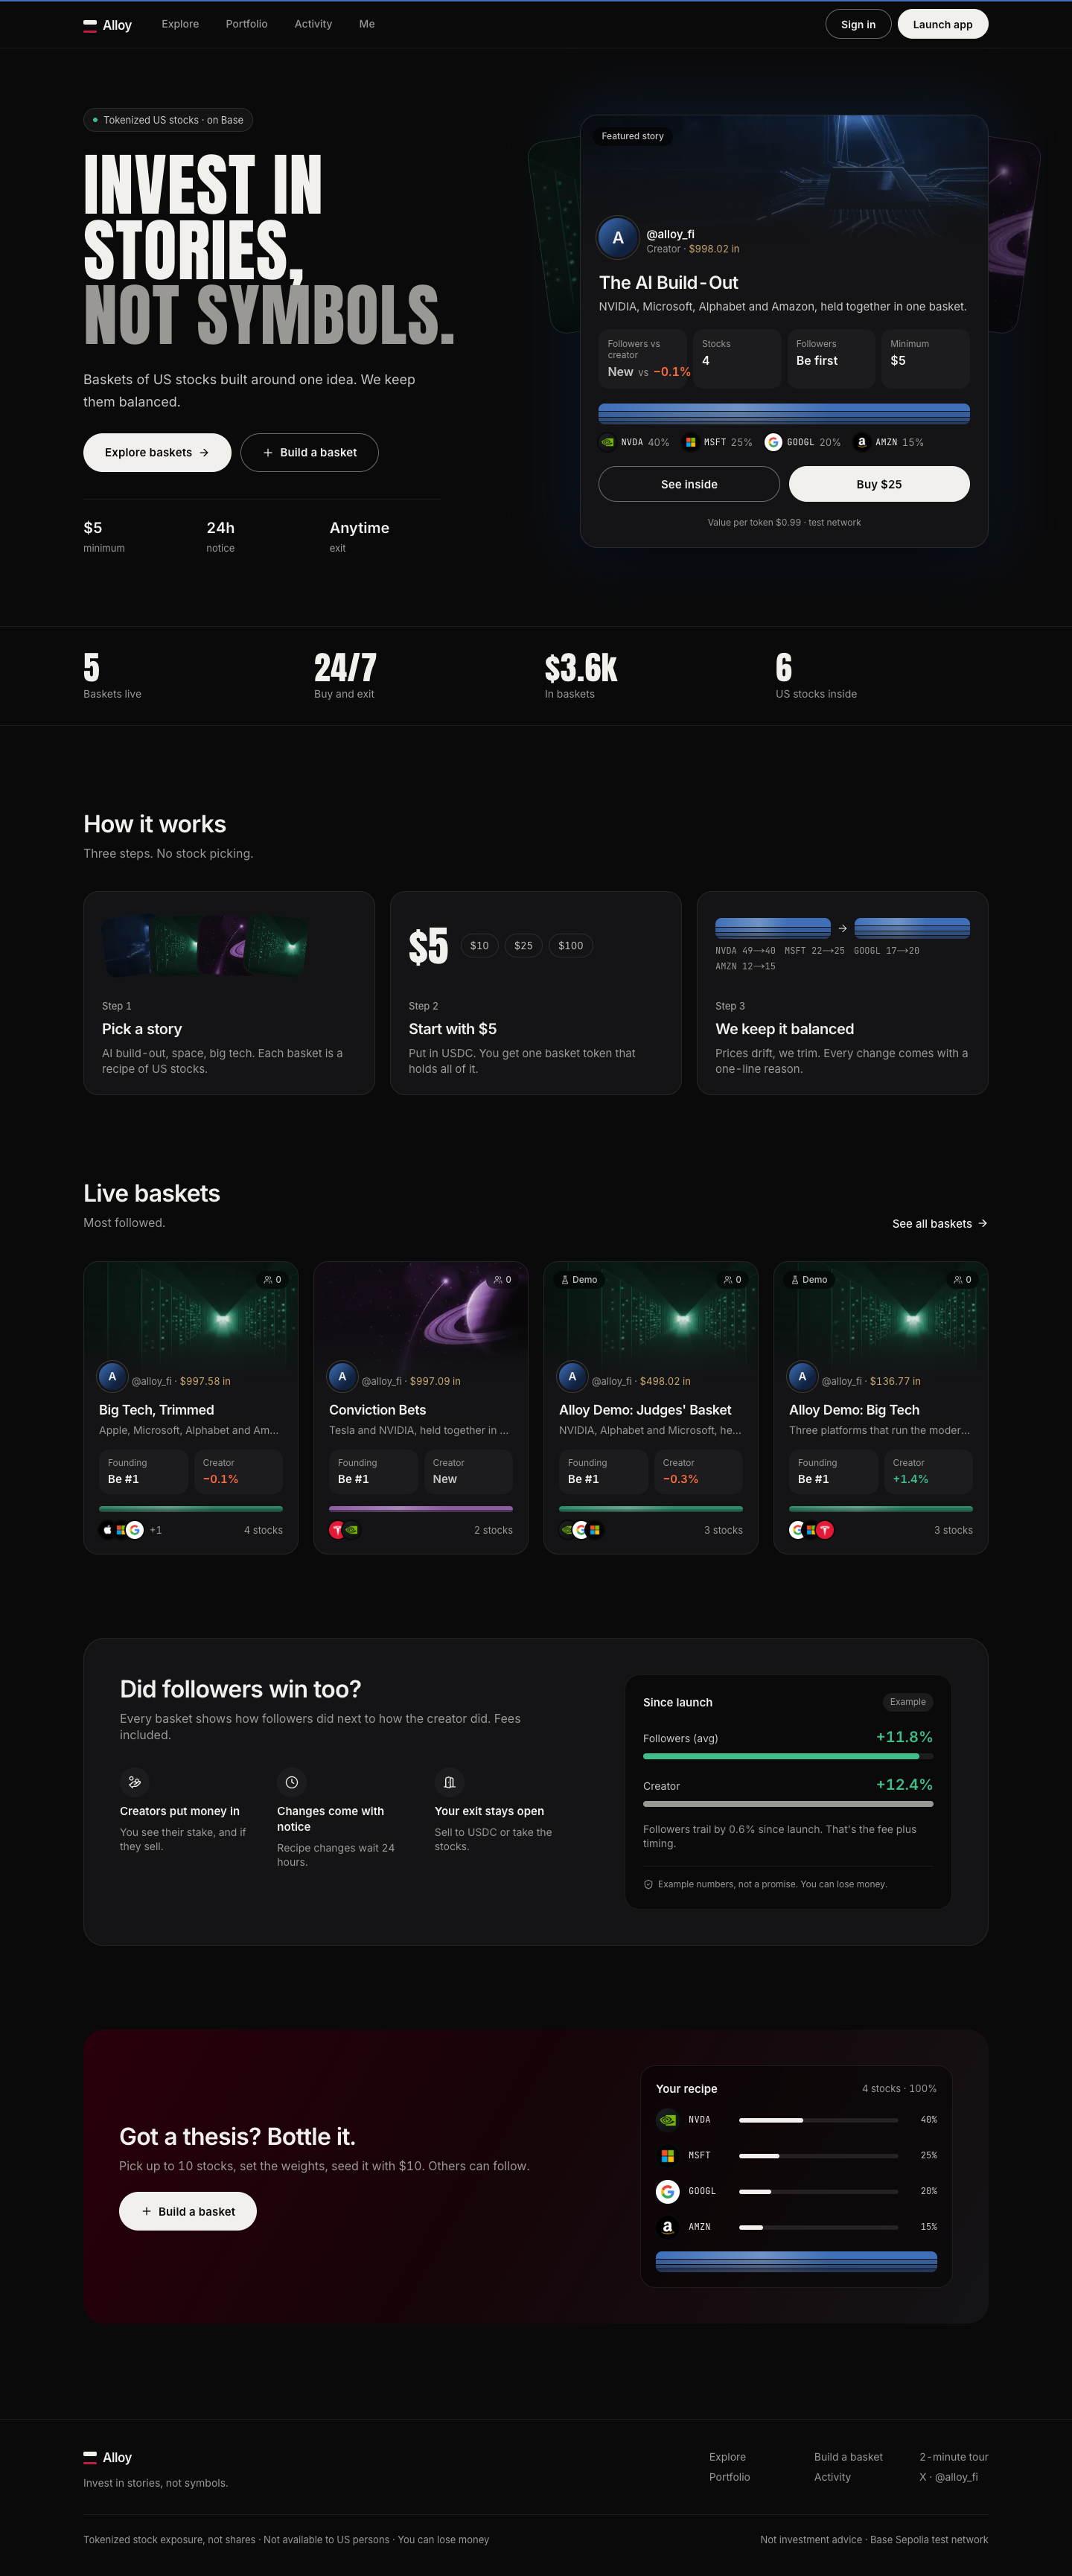 Alloy
Explore
Portfolio
Activity
Me
Sign in
Launch app
Tokenized US stocks · on Base
INVEST IN
STORIES,
NOT SYMBOLS.
Baskets of US stocks built around one idea. We keep
them balanced.
Explore baskets →
+ Build a basket
$5
minimum
24h
notice
Anytime
exit
Featured story
A
@alloy_fi
Creator · $998.02 in
The AI Build-Out
NVIDIA, Microsoft, Alphabet and Amazon, held together in one basket.
Followers vs
creator
New vs −0.1%
Stocks
4
Followers
Be first
Minimum
$5
NVDA 40%
MSFT 25%
GOOGL 20%
AMZN 15%
See inside
Buy $25
Value per token $0.99 · test network
5
Baskets live
24/7
Buy and exit
$3.6k
In baskets
6
US stocks inside
How it works
Three steps. No stock picking.
Step 1
Pick a story
AI build-out, space, big tech. Each basket is a
recipe of US stocks.
$5
$10
$25
$100
Step 2
Start with $5
Put in USDC. You get one basket token that
holds all of it.
→
NVDA 49→40 MSFT 22→25 GOOGL 17→20
AMZN 12→15
Step 3
We keep it balanced
Prices drift, we trim. Every change comes with a
one-line reason.
Live baskets
Most followed.
See all baskets →
0
A
@alloy_fi · $997.58 in
Big Tech, Trimmed
Apple, Microsoft, Alphabet and Am...
Founding
Be #1
Creator
−0.1%
+1
4 stocks
0
A
@alloy_fi · $997.09 in
Conviction Bets
Tesla and NVIDIA, held together in ...
Founding
Be #1
Creator
New
2 stocks
Demo
0
A
@alloy_fi · $498.02 in
Alloy Demo: Judges' Basket
NVIDIA, Alphabet and Microsoft, he...
Founding
Be #1
Creator
−0.3%
3 stocks
Demo
0
A
@alloy_fi · $136.77 in
Alloy Demo: Big Tech
Three platforms that run the moder...
Founding
Be #1
Creator
+1.4%
3 stocks
Did followers win too?
Every basket shows how followers did next to how the creator did. Fees
included.
Creators put money in
You see their stake, and if
they sell.
Changes come with
notice
Recipe changes wait 24
hours.
Your exit stays open
Sell to USDC or take the
stocks.
Since launch
Example
Followers (avg)
+11.8%
Creator
+12.4%
Followers trail by 0.6% since launch. That's the fee plus
timing.
Example numbers, not a promise. You can lose money.
Got a thesis? Bottle it.
Pick up to 10 stocks, set the weights, seed it with $10. Others can follow.
+ Build a basket
Your recipe
4 stocks · 100%
NVDA
40%
MSFT
25%
GOOGL
20%
AMZN
15%
Alloy
Invest in stories, not symbols.
Explore
Build a basket
2-minute tour
Portfolio
Activity
X · @alloy_fi
Tokenized stock exposure, not shares · Not available to US persons · You can lose money
Not investment advice · Base Sepolia test network